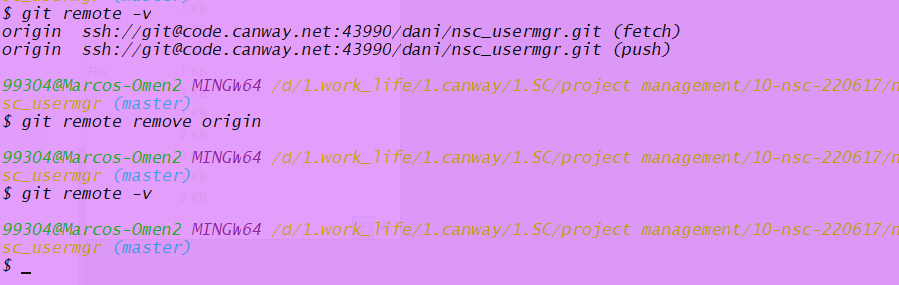 $ git remote -v
origin  ssh://git@code.canway.net:43990/dani/nsc_usermgr.git (fetch)
origin  ssh://git@code.canway.net:43990/dani/nsc_usermgr.git (push)
99304@Marcos-Omen2 MINGW64 /d/1.work_life/1.canway/1.SC/project management/10-nsc-220617/n
sc_usermgr (master)
$ git remote remove origin
99304@Marcos-Omen2 MINGW64 /d/1.work_life/1.canway/1.SC/project management/10-nsc-220617/n
sc_usermgr (master)
$ git remote -v
99304@Marcos-Omen2 MINGW64 /d/1.work_life/1.canway/1.SC/project management/10-nsc-220617/n
sc_usermgr (master)
$ _